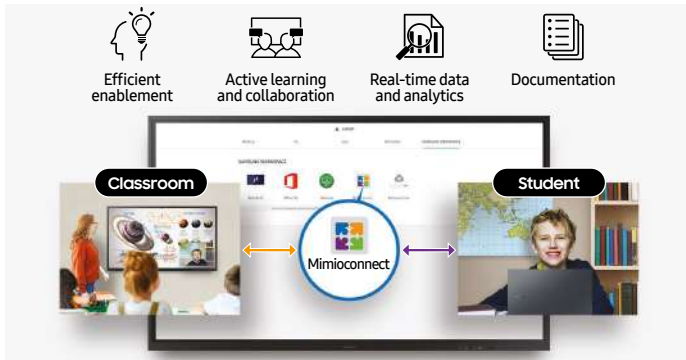 Efficient
enablement
Active learning
and collaboration
Real-time data
and analytics
Documentation
Classroom
Student
Mimioconnect